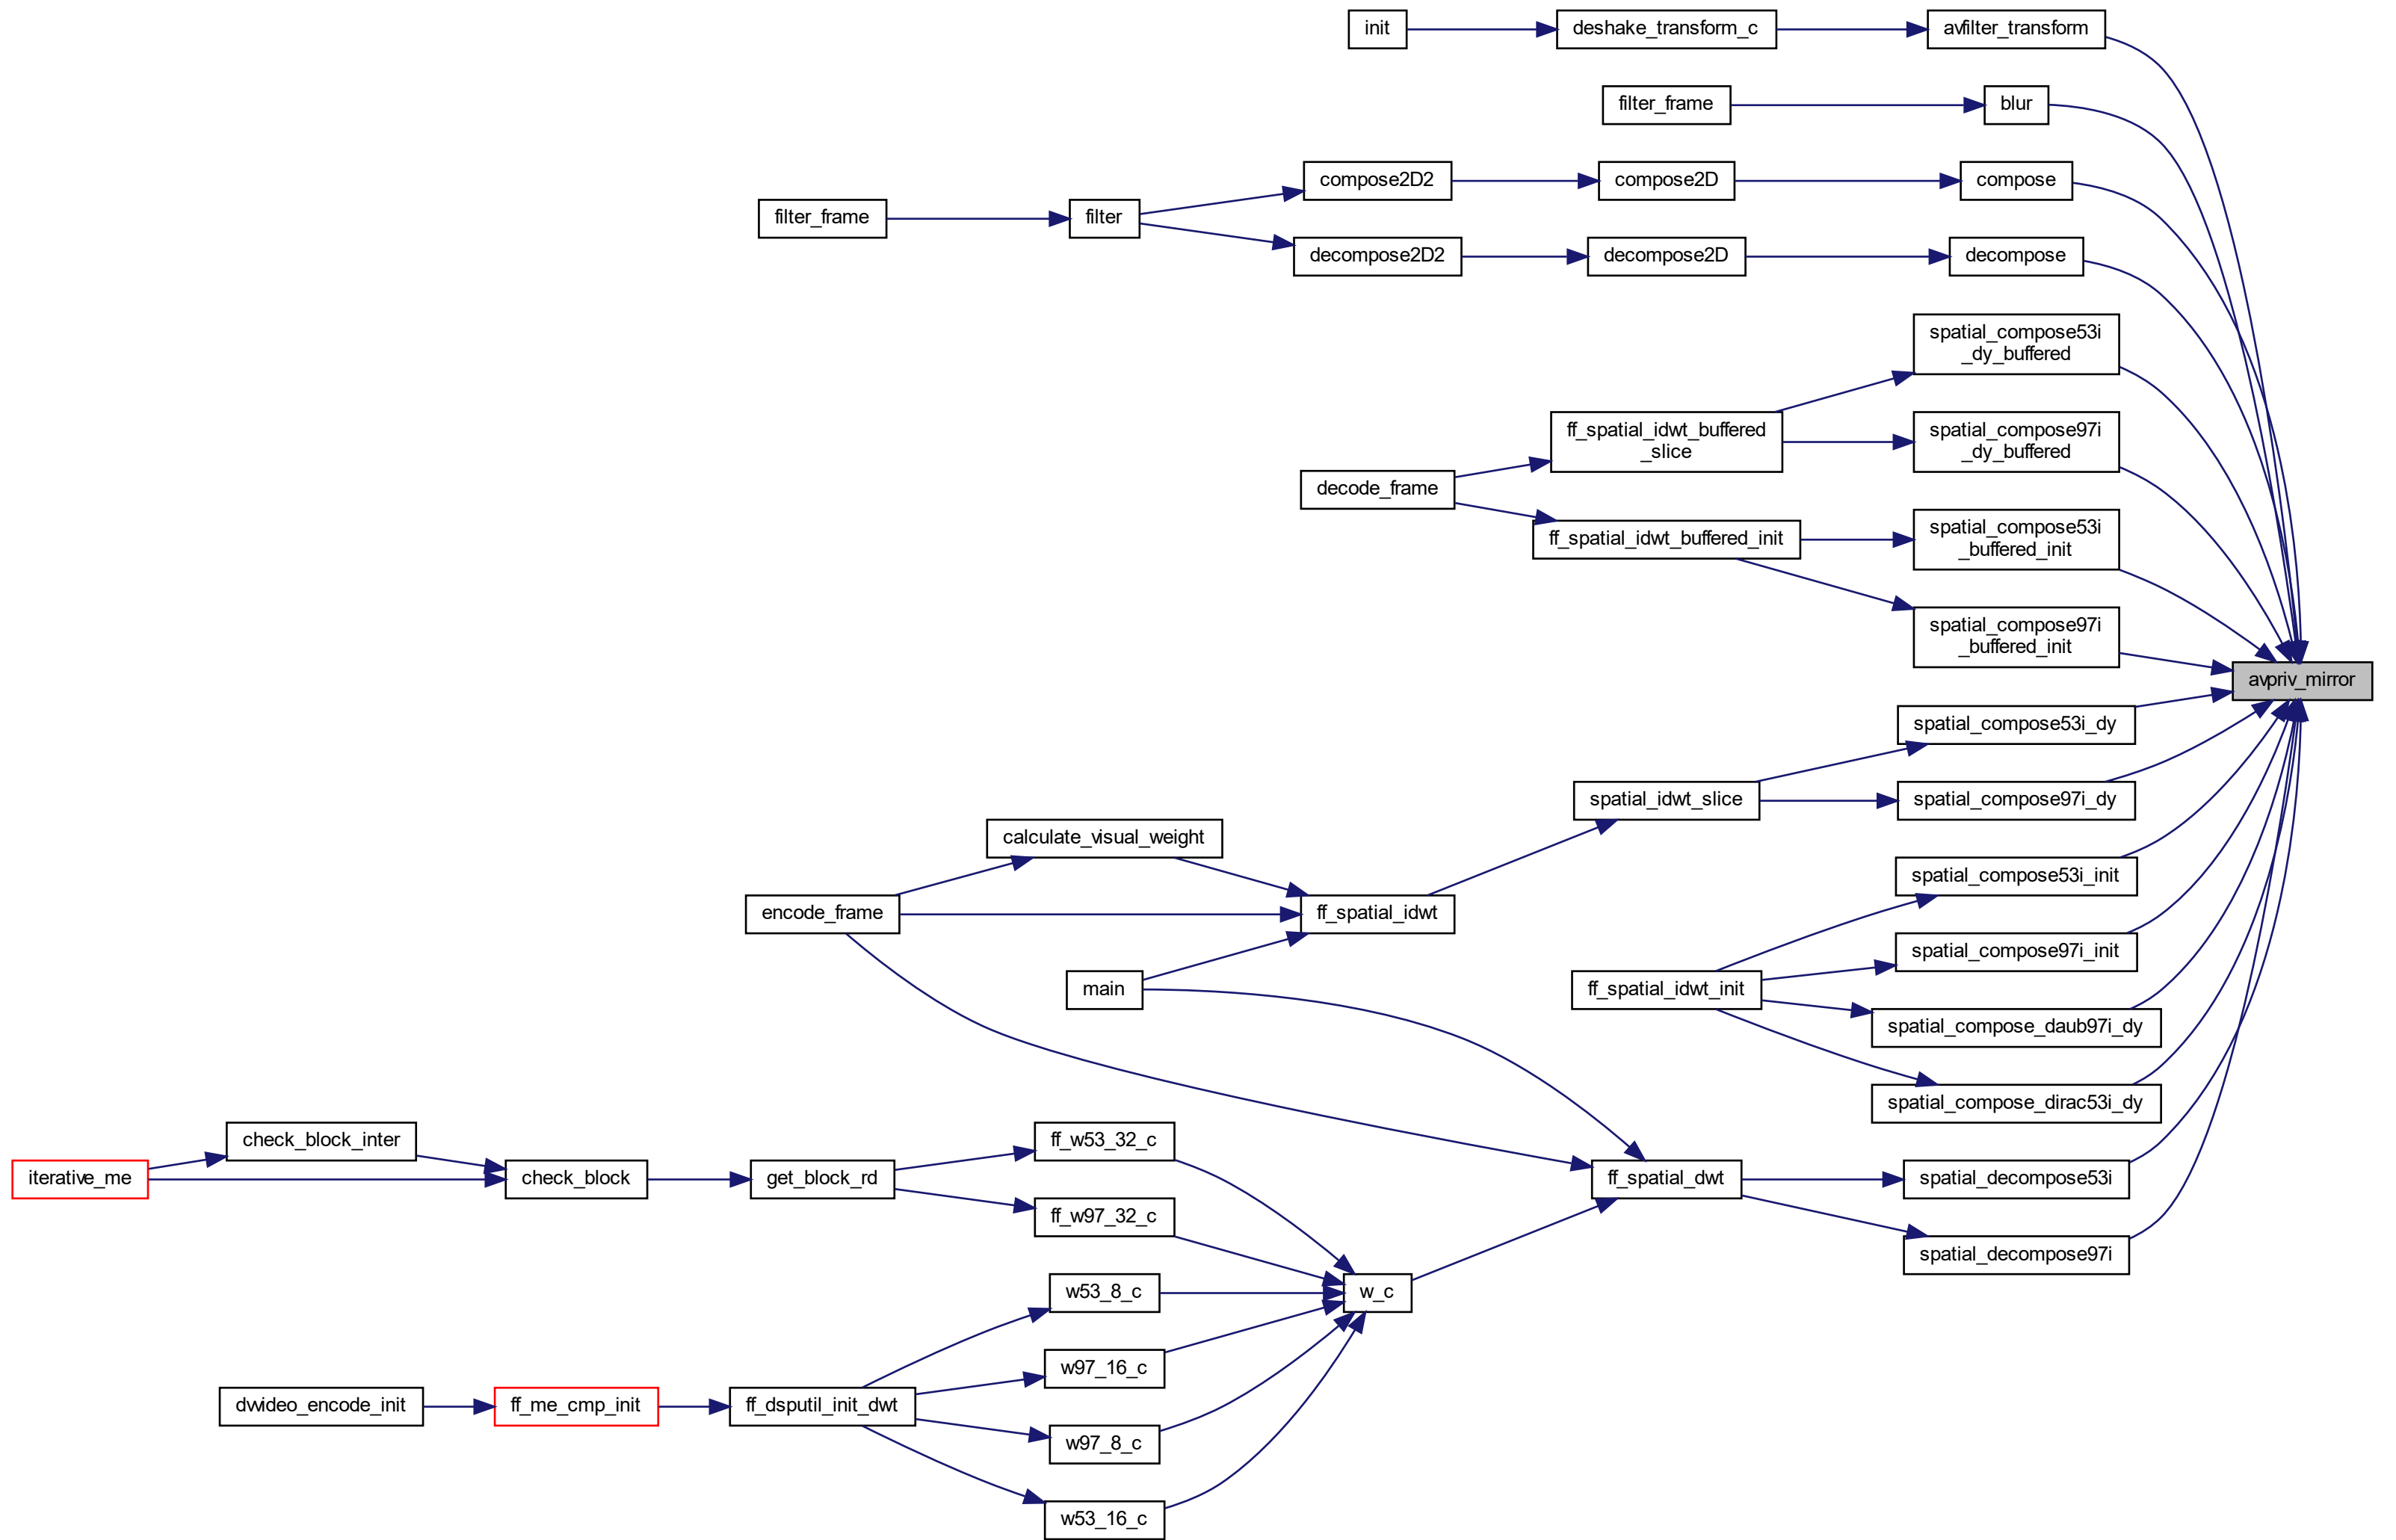 init
deshake_transform_c
avfilter_transform
filter_frame
blur
compose2D2
compose2D
compose
filter_frame
filter
decompose2D2
decompose2D
decompose
spatial_compose53i
_dy_buffered
ff_spatial_idwt_buffered
_slice
spatial_compose97i
_dy_buffered
decode_frame
ff_spatial_idwt_buffered_init
spatial_compose53i
_buffered_init
spatial_compose97i
_buffered_init
avpriv_mirror
spatial_compose53i_dy
spatial_idwt_slice
spatial_compose97i_dy
calculate_visual_weight
spatial_compose53i_init
encode_frame
ff_spatial_idwt
spatial_compose97i_init
main
ff_spatial_idwt_init
spatial_compose_daub97i_dy
spatial_compose_dirac53i_dy
check_block_inter
ff_w53_32_c
iterative_me
check_block
get_block_rd
ff_spatial_dwt
spatial_decompose53i
ff_w97_32_c
spatial_decompose97i
w53_8_c
w_c
w97_16_c
dvvideo_encode_init
ff_me_cmp_init
ff_dsputil_init_dwt
w97_8_c
w53_16_c